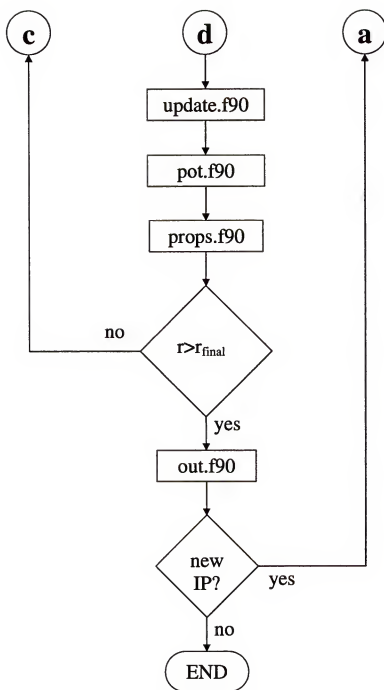 c d a
update.f90
pot.f90
props.f90
no
r>r_final
yes
out.f90
new
IP?
yes
no
END